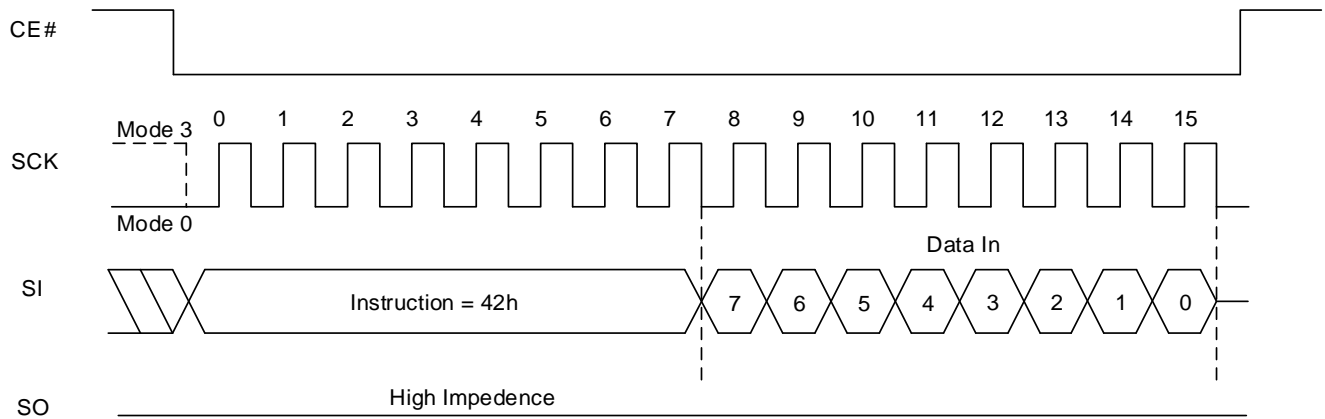 CE#
Mode 3
0 1 2 3 4 5 6 7 8 9 10 11 12 13 14 15
SCK
Mode 0
Data In
SI
Instruction = 42h
7 6 5 4 3 2 1 0
High Impedence
SO